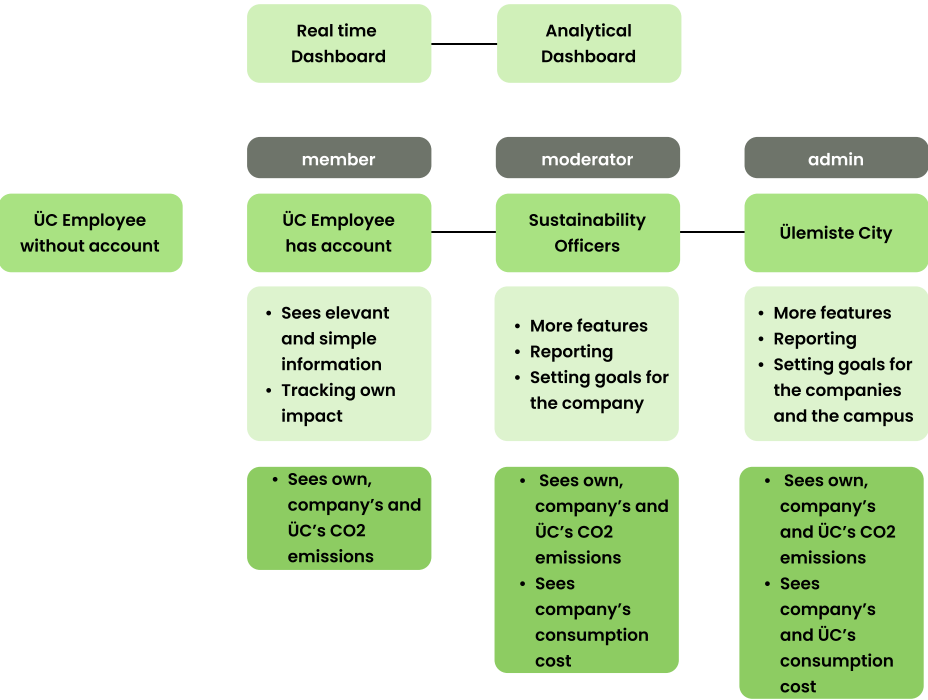 Real time
Dashboard
Analytical
Dashboard
member
moderator
admin
ÜC Employee
without account
ÜC Employee
has account
Sustainability
Officers
Ülemiste City
• Sees elevant
and simple
information
• Tracking own
impact
• More features
• Reporting
• Setting goals for
the company
• More features
• Reporting
• Setting goals for
the companies
and the campus
• Sees own,
company’s and
ÜC’s CO2
emissions
• Sees own,
company’s and
ÜC’s CO2
emissions
• Sees
company’s
consumption
cost
• Sees own,
company’s
and ÜC’s CO2
emissions
• Sees
company’s
and ÜC’s
consumption
cost